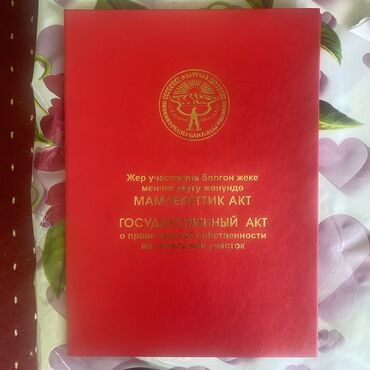 Жер участогуна болгон жеке
менчик укугу жөнүндө
МАМЛЕКЕТТИК АКТ
ГОСУДАРСТВЕННЫЙ АКТ
о праве частной собственности
на земельный участок